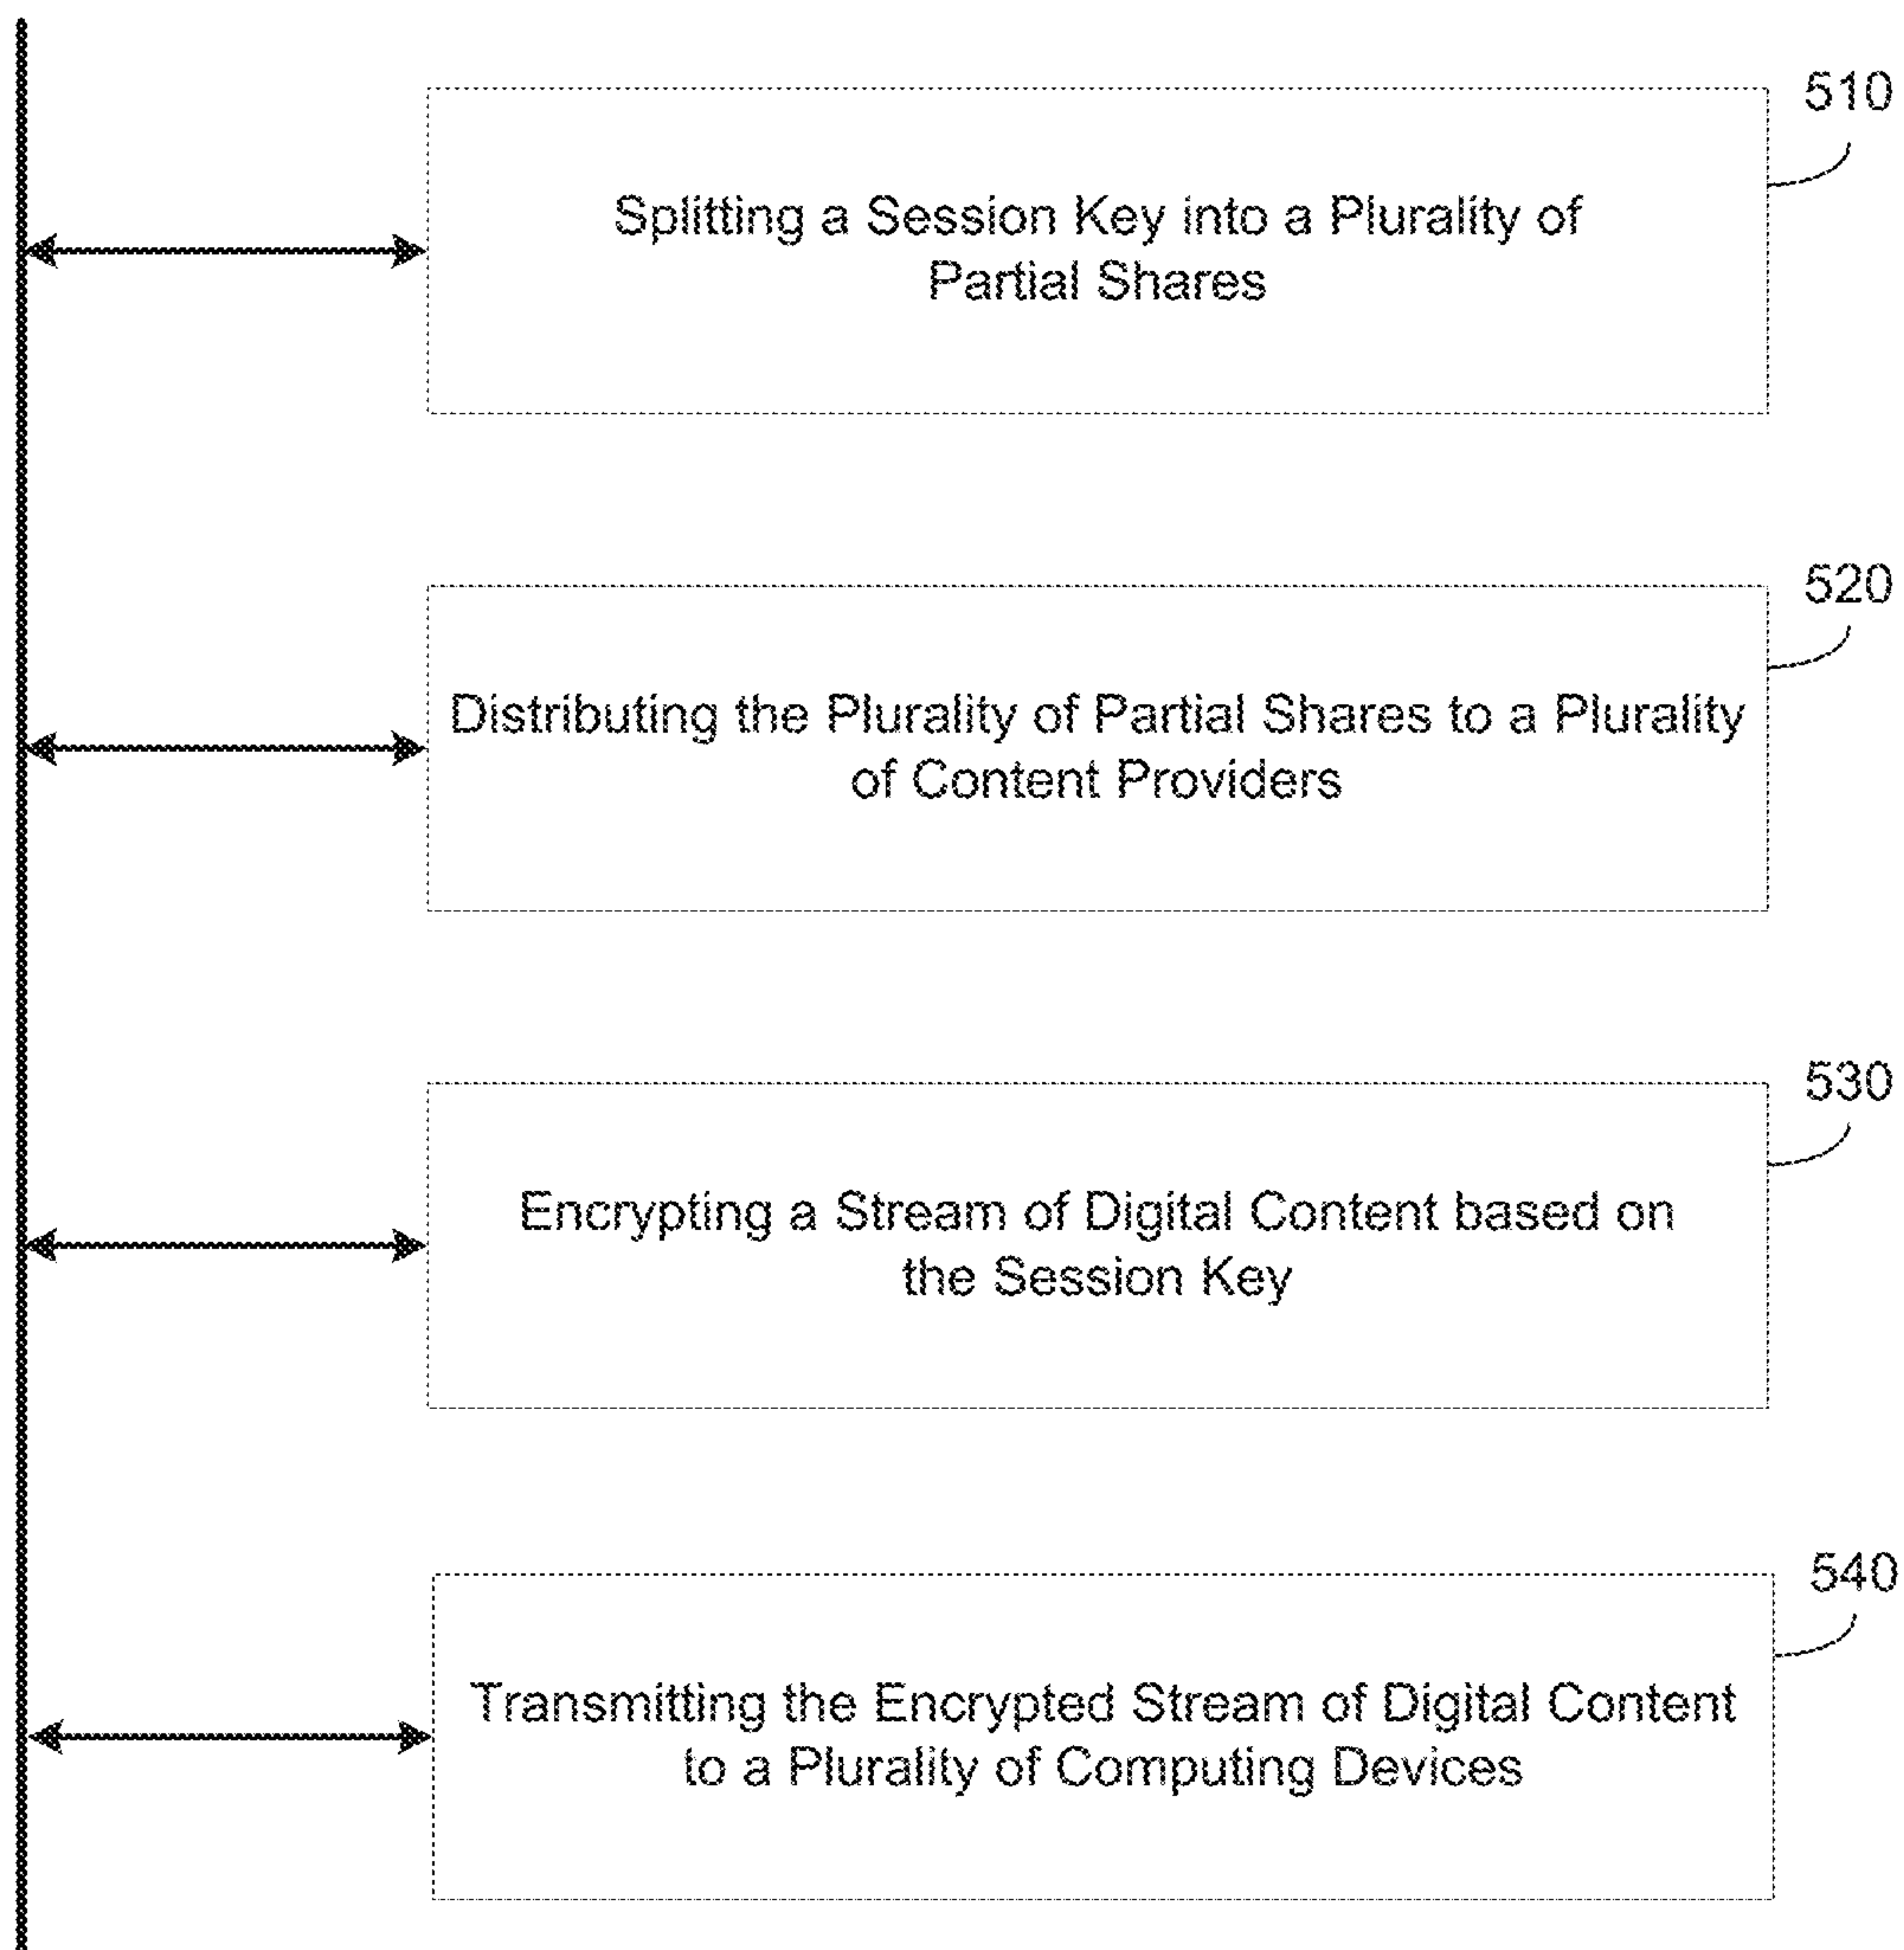 510
Splitting a Session Key into a Plurality of
Partial Shares
520
Distributing the Plurality of Partial Shares to a Plurality
of Content Providers
530
Encrypting a Stream of Digital Content based on
the Session Key
540
Transmitting the Encrypted Stream of Digital Content
to a Plurality of Computing Devices